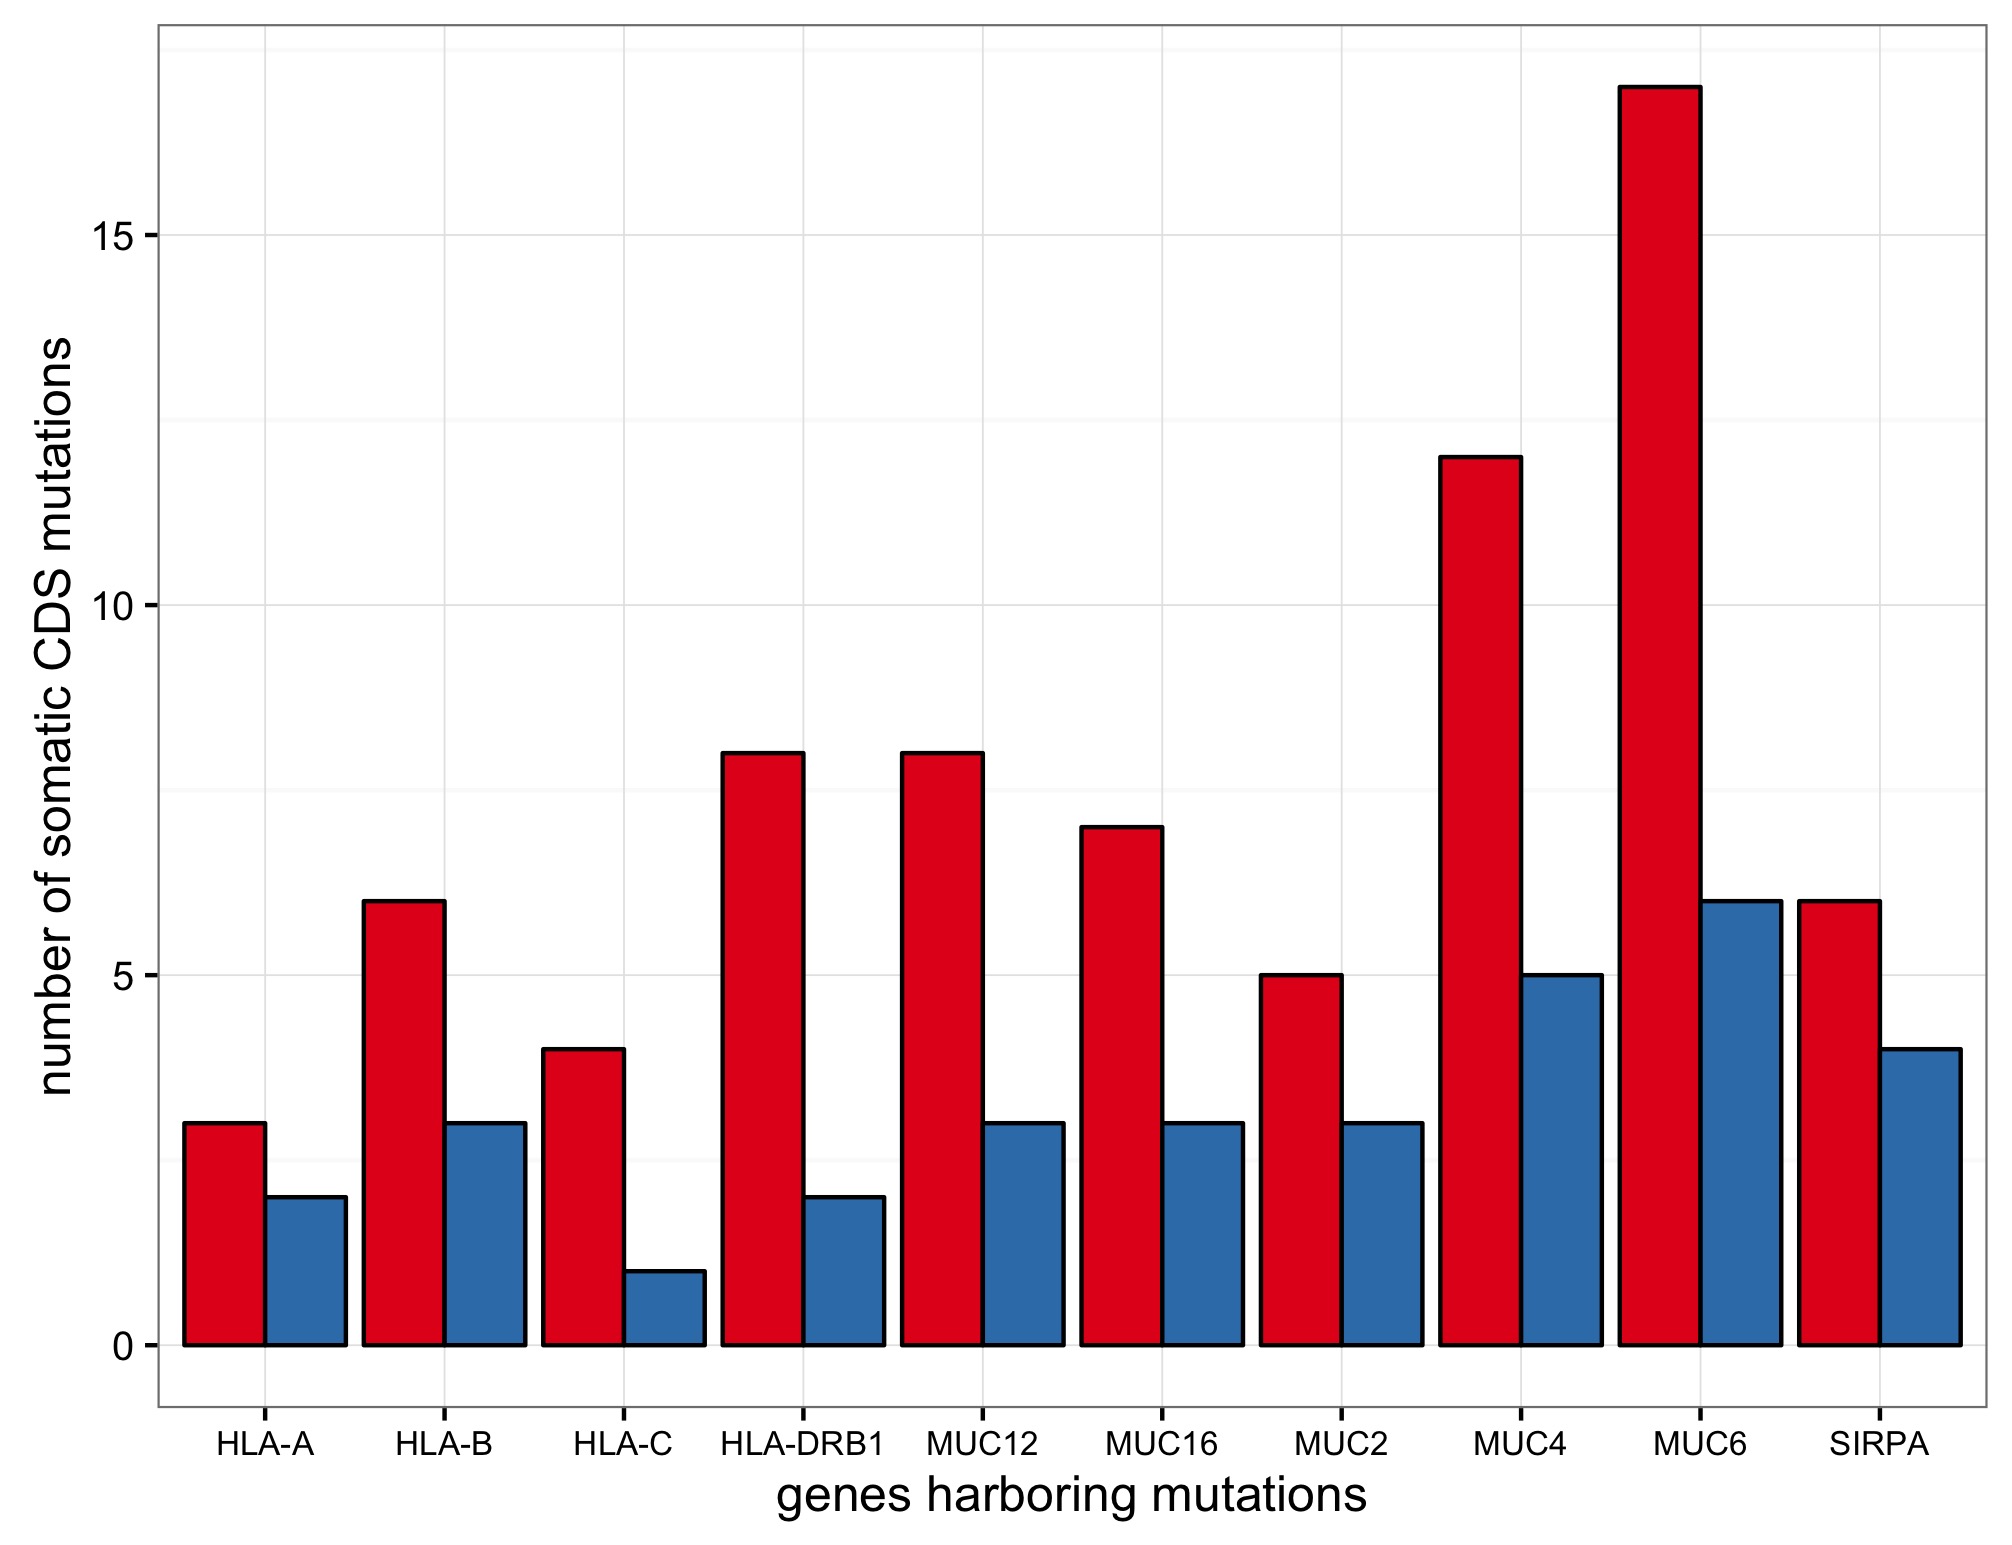 number of somatic CDS mutations
15
10
5
0
HLA-A HLA-B HLA-C HLA-DRB1 MUC12 MUC16 MUC2 MUC4 MUC6 SIRPA
genes harboring mutations